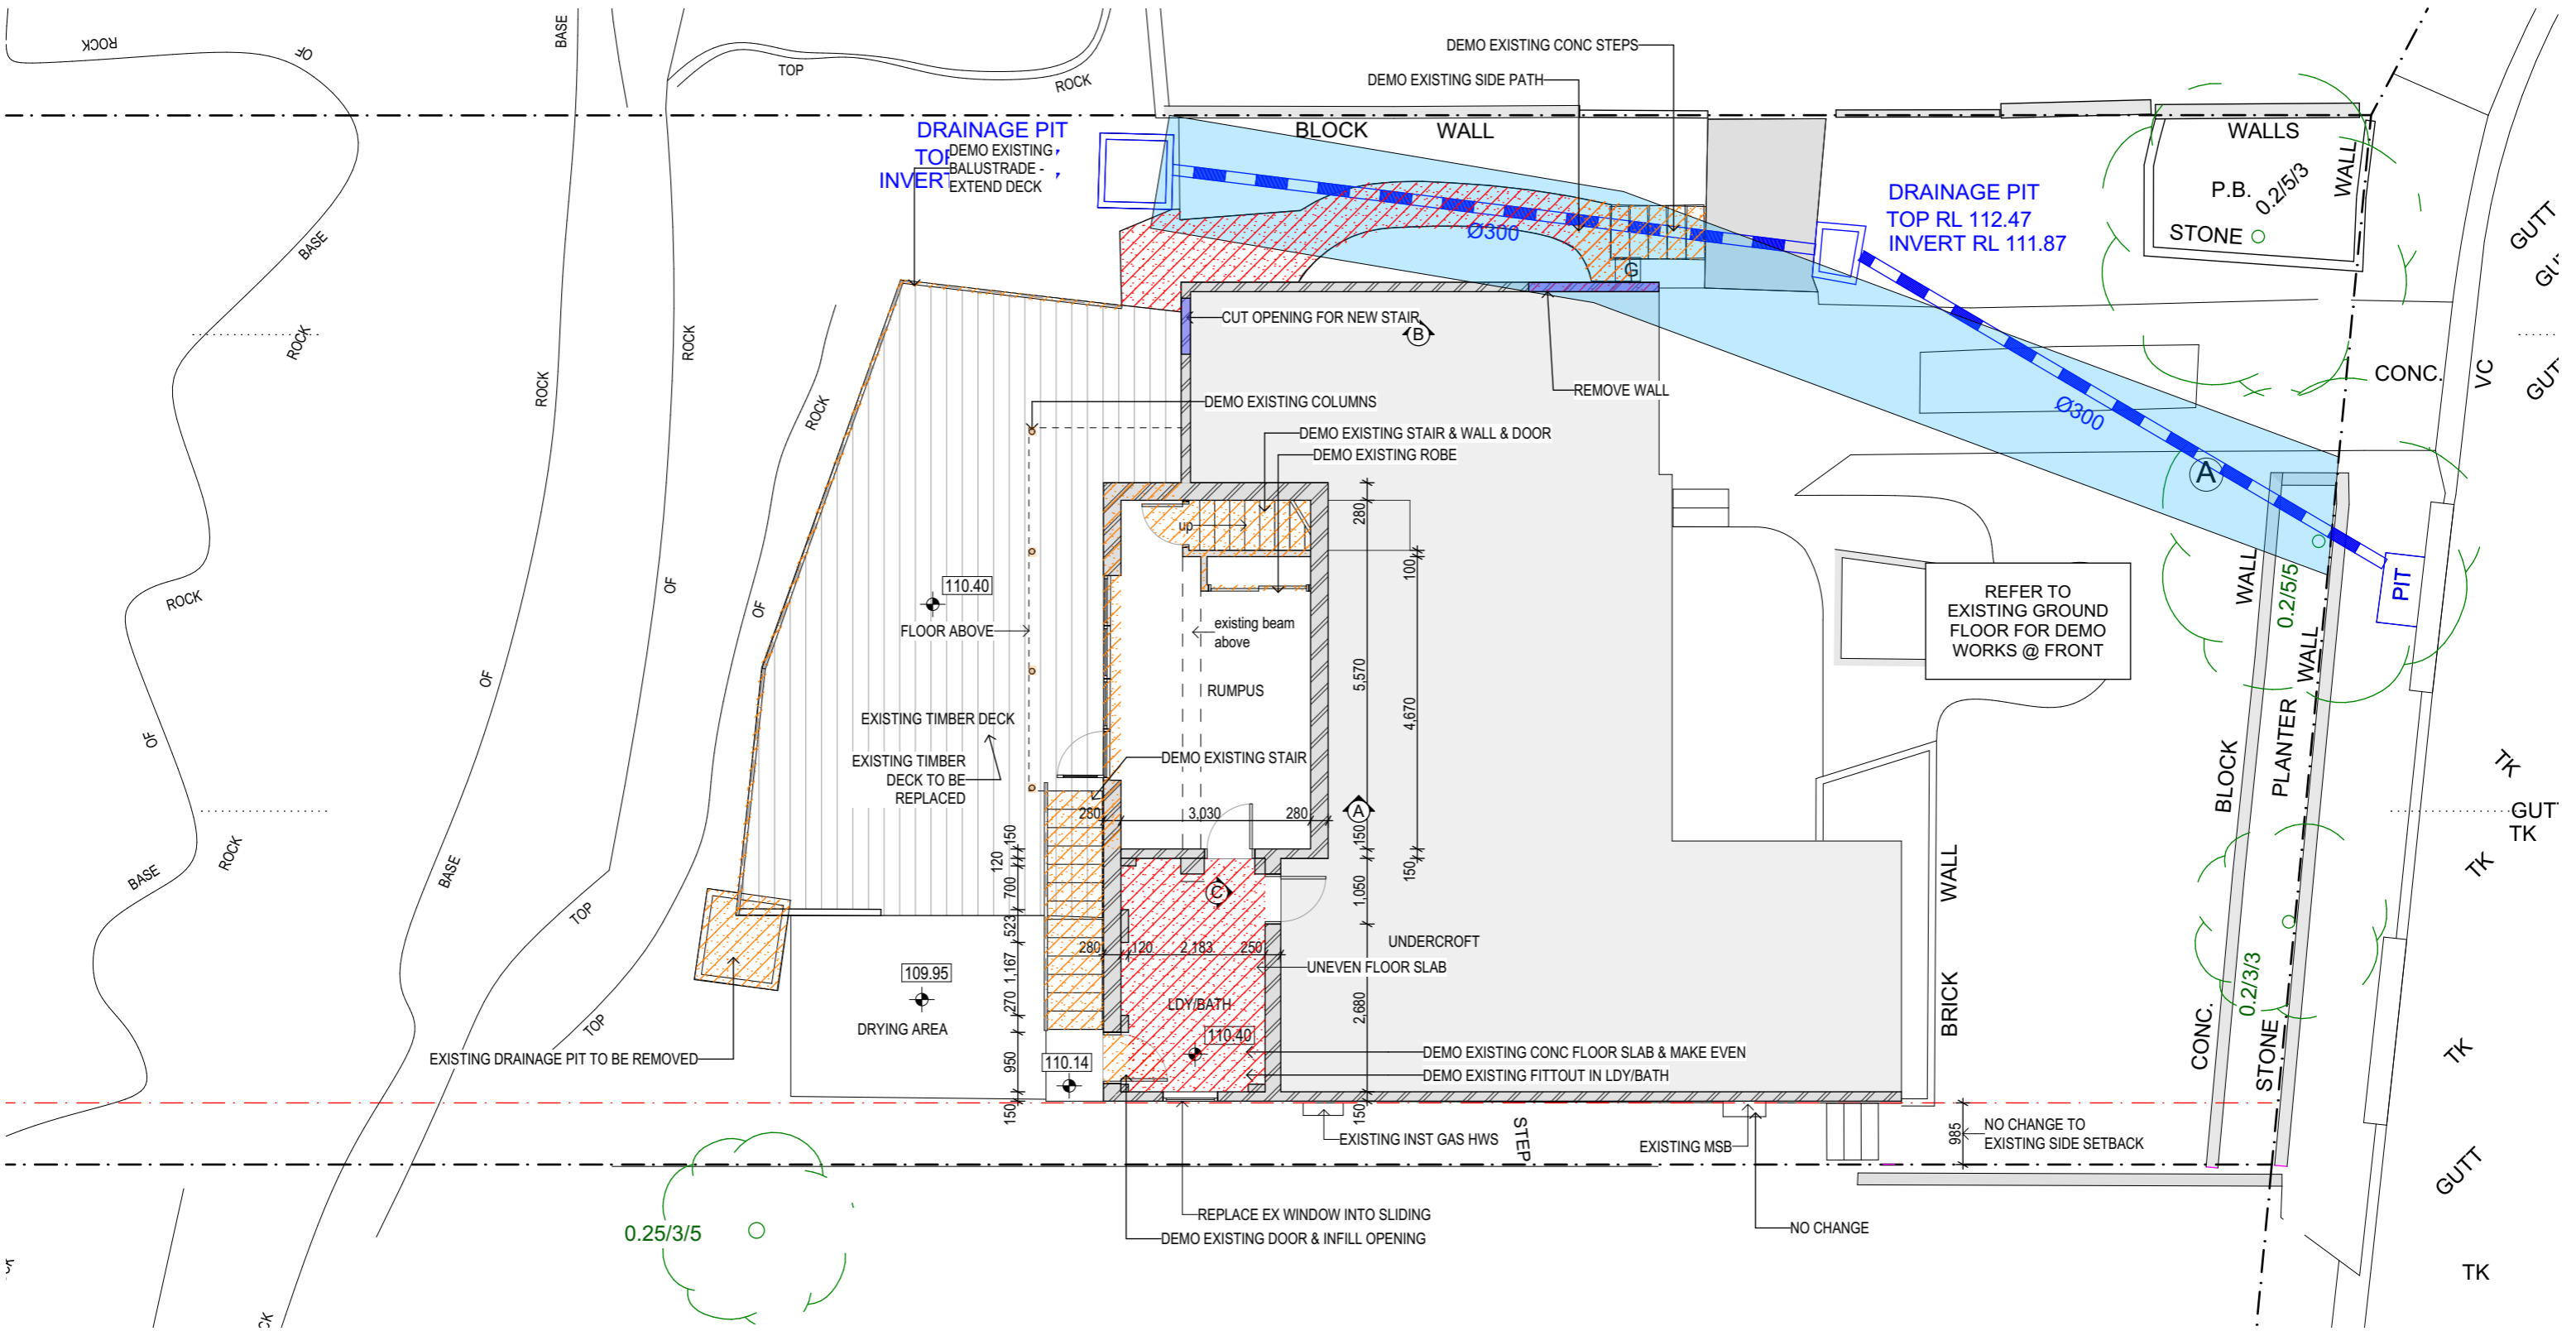 ROCK
OF
BASE
TOP
ROCK
DEMO EXISTING CONC STEPS
DEMO EXISTING SIDE PATH
DRAINAGE PIT
TOP
INVERT
DEMO EXISTING
BALUSTRADE -
EXTEND DECK
BLOCK WALL
WALLS
WALL
P.B.
0.2/5/3
STONE
DRAINAGE PIT
TOP RL 112.47
INVERT RL 111.87
Ø300
G
GUTT
BASE
ROCK
ROCK
ROCK
ROCK
CUT OPENING FOR NEW STAIR
B
REMOVE WALL
CONC.
VC
Ø300
A
DEMO EXISTING COLUMNS
DEMO EXISTING STAIR & WALL & DOOR
DEMO EXISTING ROBE
up
280
100
110.40
FLOOR ABOVE
existing beam
above
RUMPUS
5,570
4,670
REFER TO
EXISTING GROUND
FLOOR FOR DEMO
WORKS @ FRONT
WALL
0.2/5/5
WALL
PIT
ROCK
OF
OF
OF
OF
EXISTING TIMBER DECK
EXISTING TIMBER
DECK TO BE
REPLACED
DEMO EXISTING STAIR
280
3,030
280
A
150
150
BLOCK
PLANTER
TK
GUTT
TK
TK
BASE
ROCK
BASE
TOP
TOP
150
120
700
523
1,167
270
950
150
C
1,050
2,680
150
280
120
2,183
250
UNDERCROFT
UNEVEN FLOOR SLAB
LDY/BATH
110.40
109.95
DRYING AREA
110.14
EXISTING DRAINAGE PIT TO BE REMOVED
DEMO EXISTING CONC FLOOR SLAB & MAKE EVEN
DEMO EXISTING FITTOUT IN LDY/BATH
WALL
BRICK
CONC.
0.2/3/3
STONE
TK
EXISTING INST GAS HWS
STEP
EXISTING MSB
985
NO CHANGE TO
EXISTING SIDE SETBACK
GUTT
0.25/3/5
REPLACE EX WINDOW INTO SLIDING
DEMO EXISTING DOOR & INFILL OPENING
NO CHANGE
TK